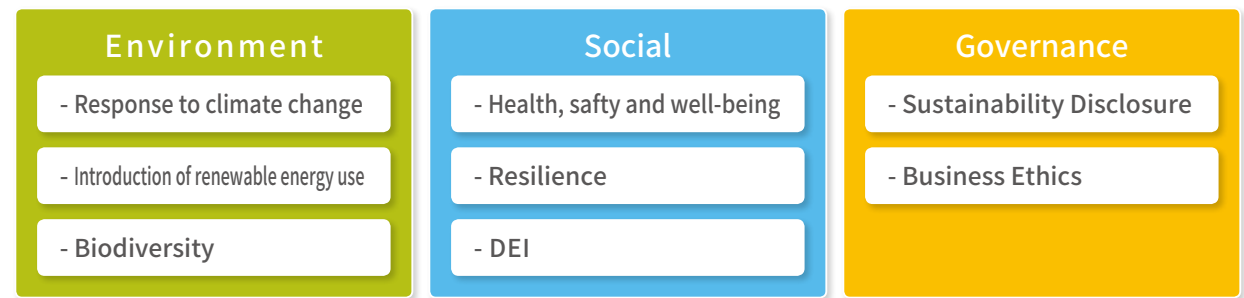 Environment
- Response to climate change
- Introduction of renewable energy use
- Biodiversity
Social
- Health, safty and well-being
- Resilience
- DEI
Governance
- Sustainability Disclosure
- Business Ethics